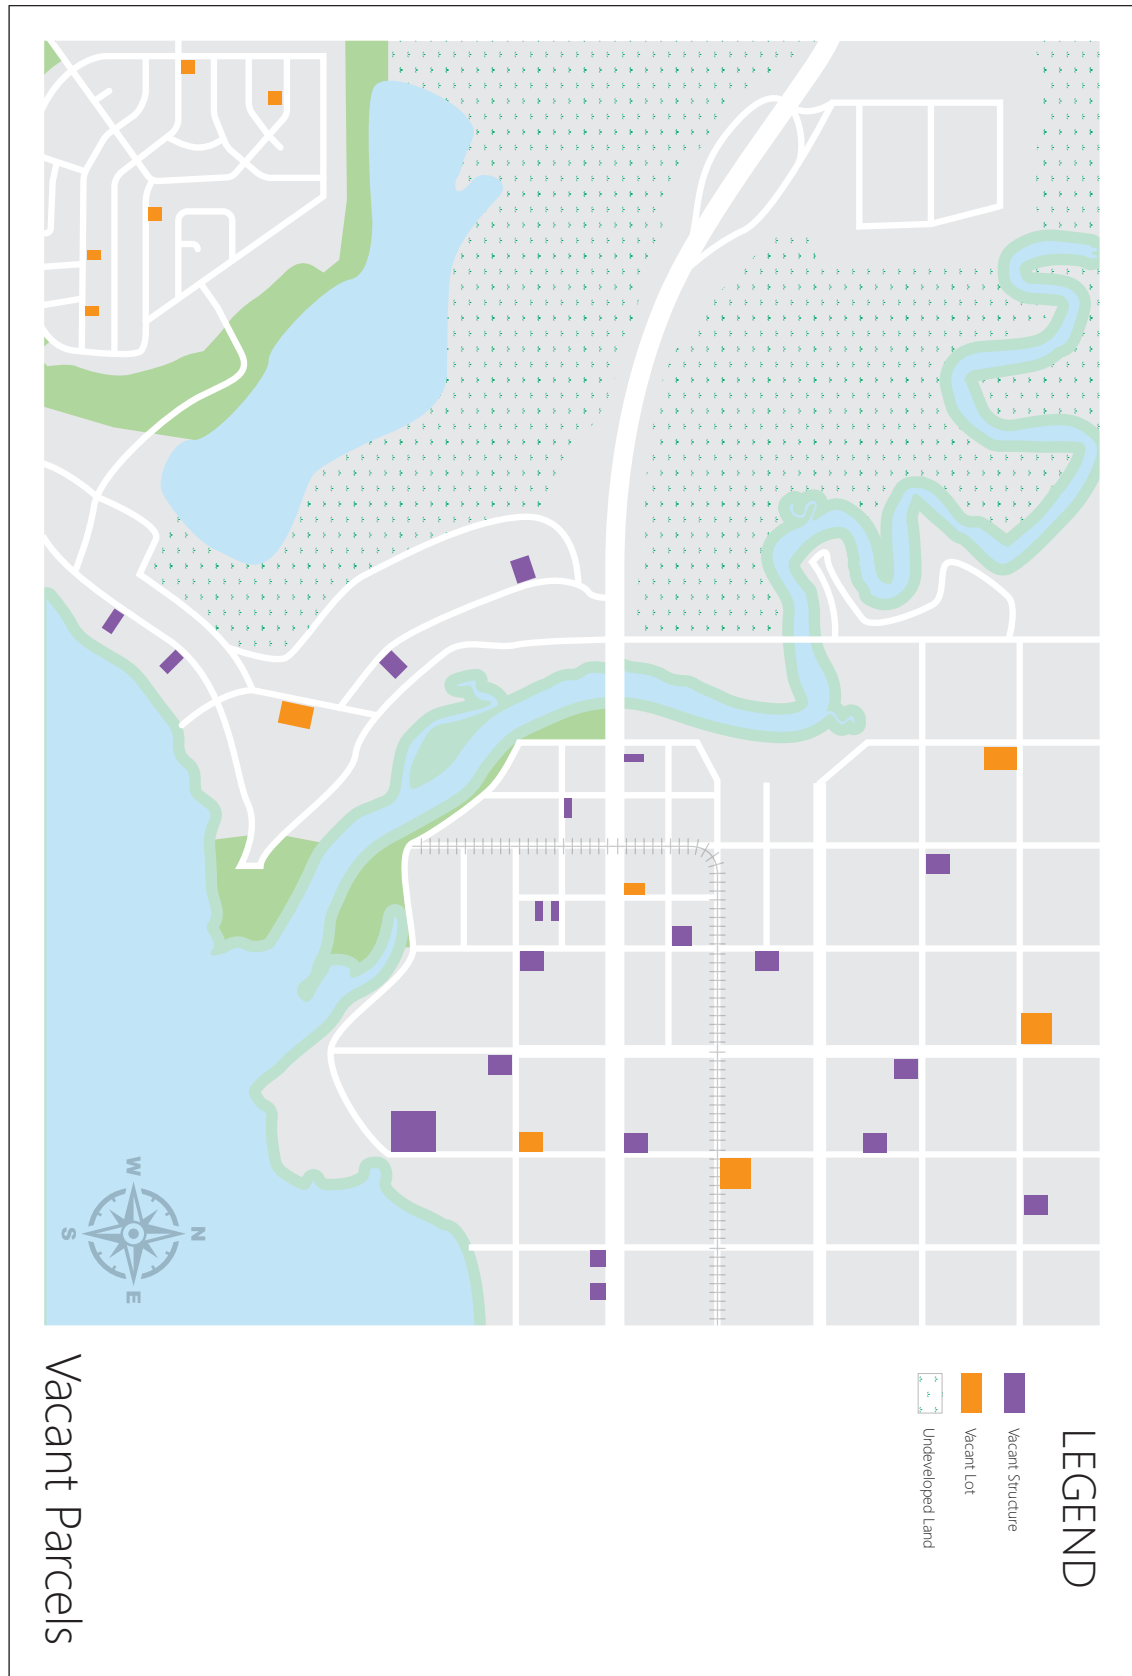 LEGEND
Vacant Structure
Vacant Lot
Undeveloped Land
N
W
E
S
Vacant Parcels